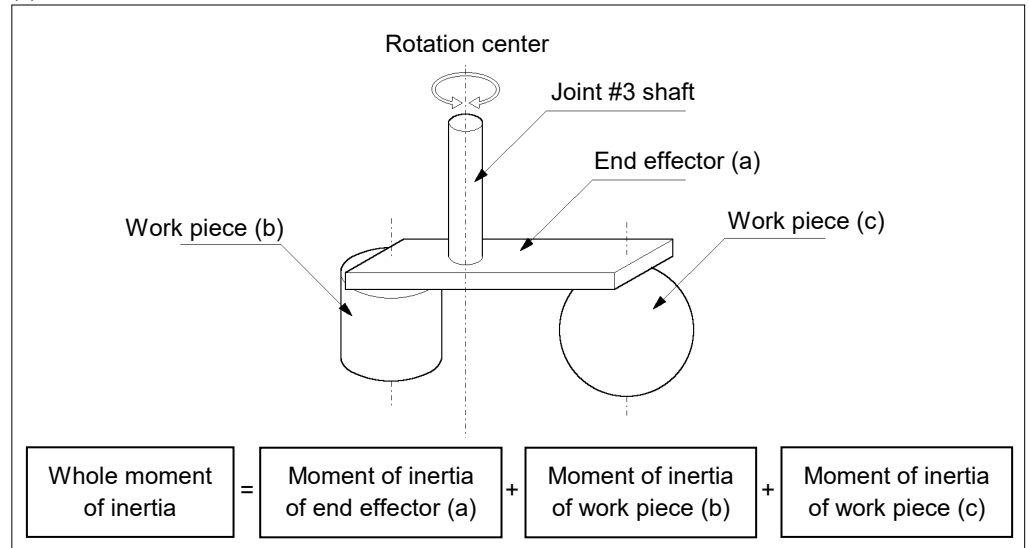 Rotation center
Joint #3 shaft
End effector (a)
Work piece (b)
Work piece (c)
Whole moment
of inertia
=
Moment of inertia
of end effector (a)
+
Moment of inertia
of work piece (b)
+
Moment of inertia
of work piece (c)